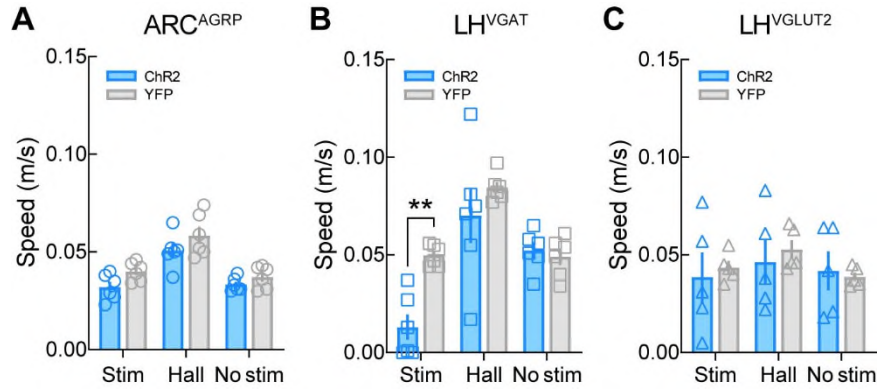 A
ARC^AGRP
0.15
0.10
0.05
0.00
Speed (m/s)
ChR2
YFP
Stim
Hall
No stim
B
LH^VGAT
0.15
0.10
0.05
0.00
Speed (m/s)
ChR2
YFP
**
Stim
Hall
No stim
C
LH^VGLUT2
0.15
0.10
0.05
0.00
Speed (m/s)
ChR2
YFP
Stim
Hall
No stim